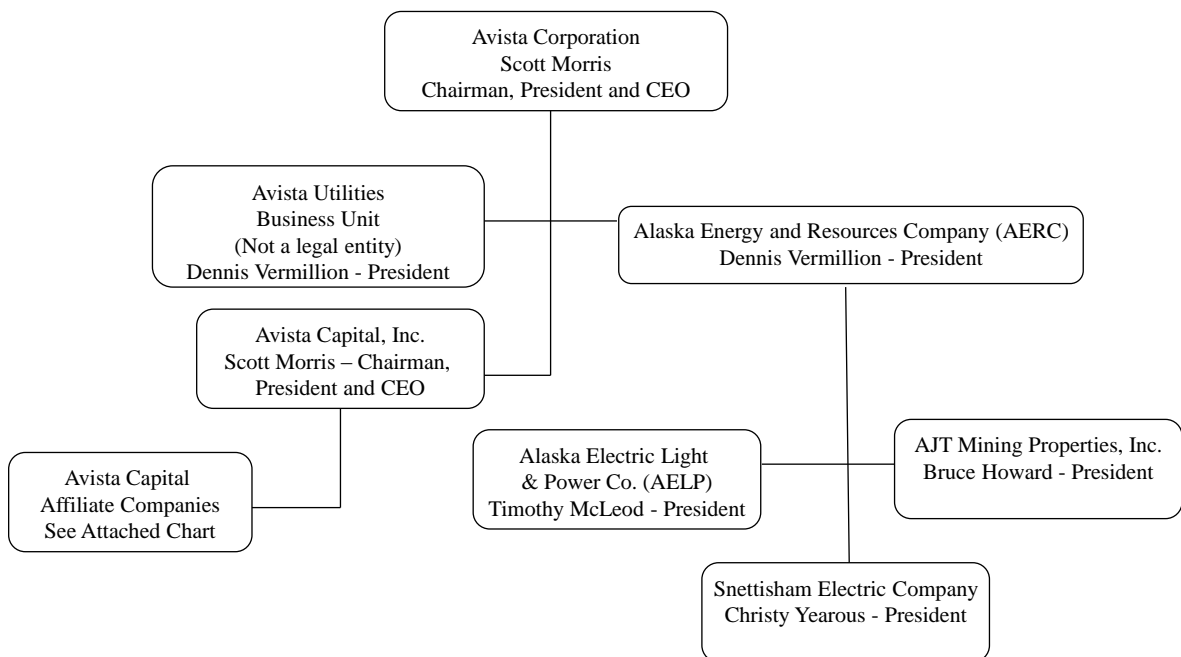 Avista Corporation
Scott Morris
Chairman, President and CEO
Avista Utilities
Business Unit
(Not a legal entity)
Dennis Vermillion - President
Alaska Energy and Resources Company (AERC)
Dennis Vermillion - President
Avista Capital, Inc.
Scott Morris – Chairman,
President and CEO
Avista Capital
Affiliate Companies
See Attached Chart
Alaska Electric Light
& Power Co. (AELP)
Timothy McLeod - President
AJT Mining Properties, Inc.
Bruce Howard - President
Snettisham Electric Company
Christy Yearous - President